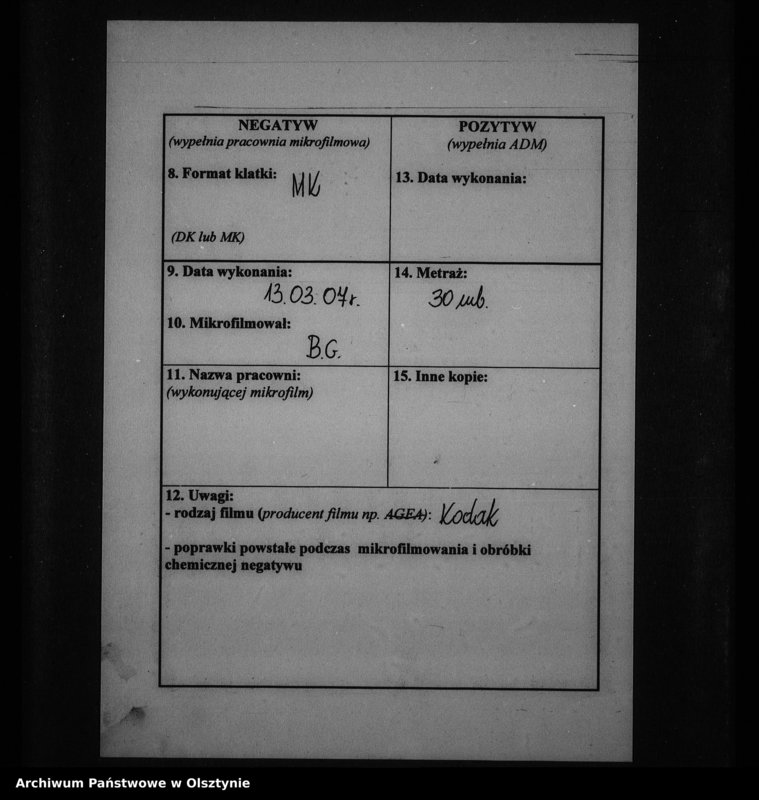 NEGATYW
(wypełnia pracownia mikrofilmowa)
8. Format klatki: MK
(DK lub MK)
POZYTYW
(wypełnia ADM)
13. Data wykonania:
9. Data wykonania:
13.03.07r.
10. Mikrofilmował:
B.G.
14. Metraż:
30 mb.
11. Nazwa pracowni:
(wykonującej mikrofilm)
15. Inne kopie:
12. Uwagi:
- rodzaj filmu (producent filmu np. AGFA): Kodak
- poprawki powstałe podczas mikrofilmowania i obróbki
chemicznej negatywu
Archiwum Państwowe w Olsztynie